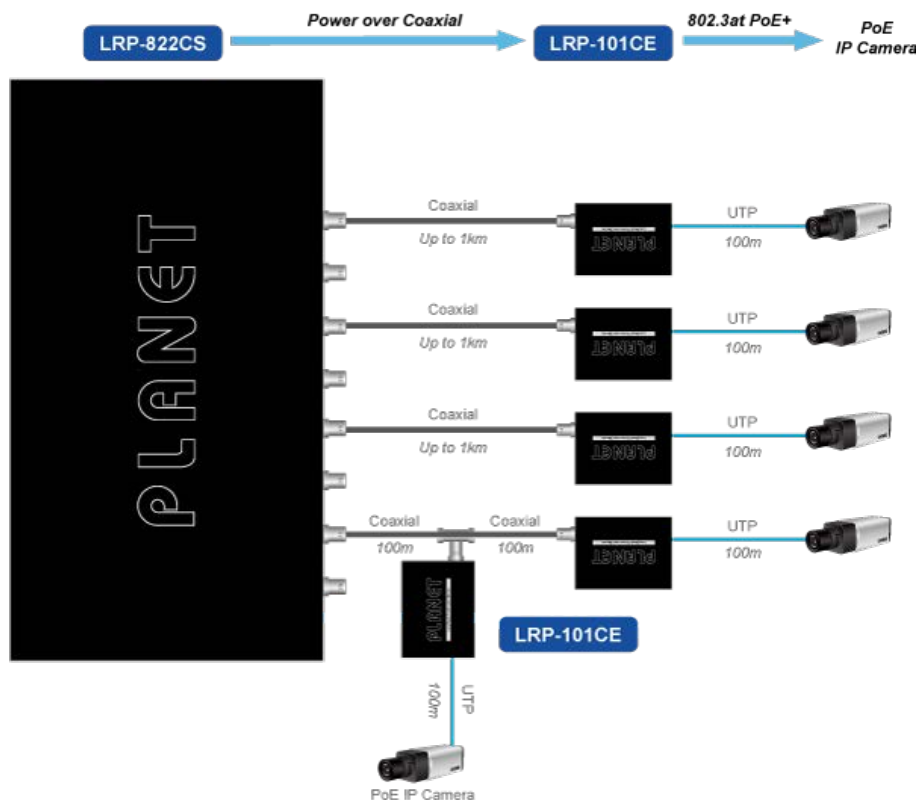 LRP-822CS
Power over Coaxial
LRP-101CE
802.3at PoE+
PoE
IP Camera
PLANET
Coaxial
Up to 1km
PLANET
UTP
100m
Coaxial
Up to 1km
PLANET
UTP
100m
Coaxial
Up to 1km
PLANET
UTP
100m
Coaxial
100m
Coaxial
100m
PLANET
UTP
100m
PLANET
LRP-101CE
UTP
100m
PoE IP Camera